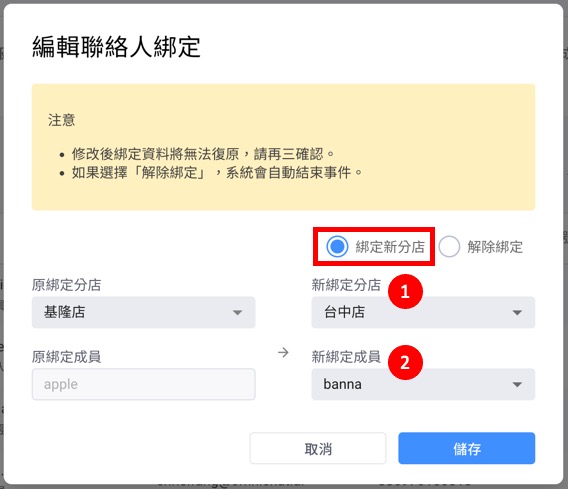 編輯聯絡人綁定
注意
• 修改後綁定資料將無法復原，請再三確認。
• 如果選擇「解除綁定」，系統會自動結束事件。
綁定新分店 解除綁定
原綁定分店 新綁定分店 1
基隆店 台中店
原綁定成員 → 新綁定成員 2
apple banna
取消 儲存